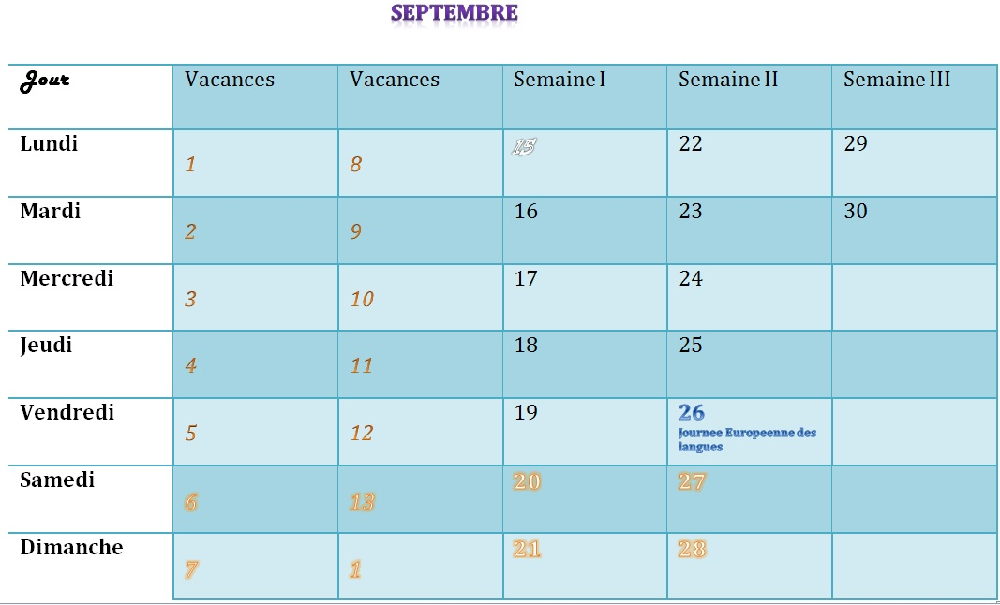 SEPTEMBRE
Jour Vacances Vacances Semaine I Semaine II Semaine III
Lundi 1 8 15 22 29
Mardi 2 9 16 23 30
Mercredi 3 10 17 24
Jeudi 4 11 18 25
Vendredi 5 12 19 26
Journee Europeenne des
langues
Samedi 6 13 20 27
Dimanche 7 1 21 28